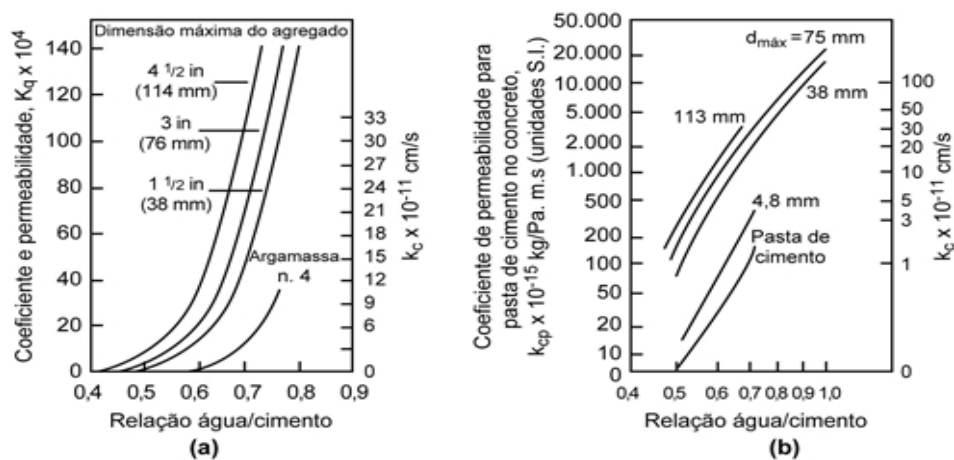 Coeficiente e permeabilidade, Kq x 10⁴
140
120
100
80
60
40
20
0
Dimensão máxima do agregado
4 1/2 in
(114 mm)
3 in
(76 mm)
1 1/2 in
(38 mm)
Argamassa
n. 4
33
30
27
24
21
18
15
12
9
6
0
kc x 10⁻¹¹ cm/s
0,4 0,5 0,6 0,7 0,8 0,9
Relação água/cimento
(a)
Coeficiente de permeabilidade para
pasta de cimento no concreto,
kcp x 10⁻¹⁵ kg/Pa. m.s (unidades S.I.)
50.000
20.000
10.000
5.000
2.000
1.000
500
200
100
50
20
10
0
dmáx = 75 mm
38 mm
113 mm
4,8 mm
Pasta de
cimento
100
50
30
20
10
5
3
1
0
kc x 10⁻¹¹ cm/s
0,4 0,5 0,6 0,7 0,8 0,9 1,0
Relação água/cimento
(b)